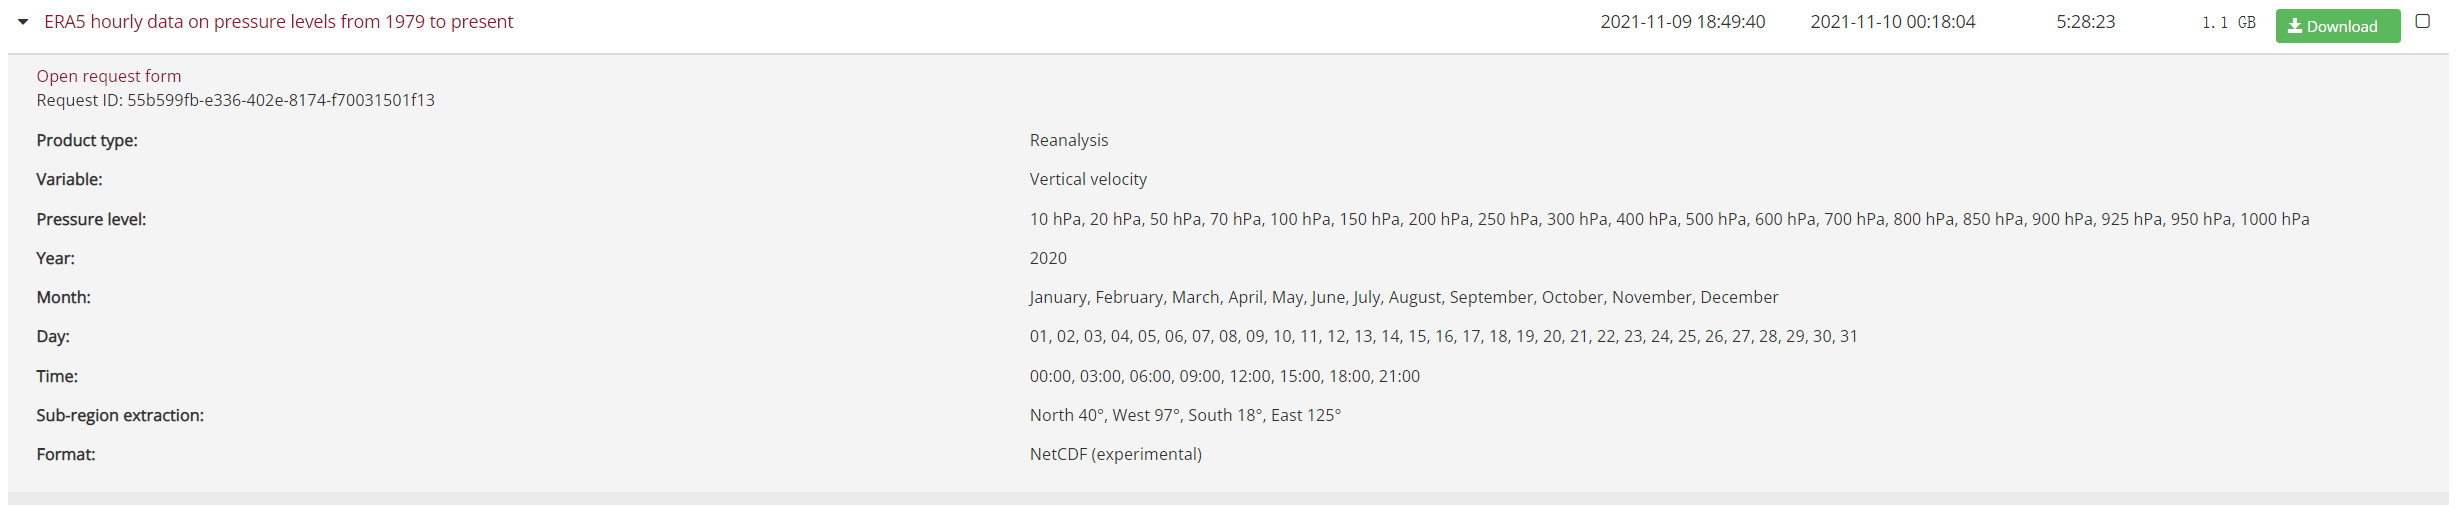 ERA5 hourly data on pressure levels from 1979 to present 2021-11-09 18:49:40 2021-11-10 00:18:04 5:28:23 1.1 GB Download
Open request form
Request ID: 55b599fb-e336-402e-8174-f70031501f13
Product type: Reanalysis
Variable: Vertical velocity
Pressure level: 10 hPa, 20 hPa, 50 hPa, 70 hPa, 100 hPa, 150 hPa, 200 hPa, 250 hPa, 300 hPa, 400 hPa, 500 hPa, 600 hPa, 700 hPa, 800 hPa, 850 hPa, 900 hPa, 925 hPa, 950 hPa, 1000 hPa
Year: 2020
Month: January, February, March, April, May, June, July, August, September, October, November, December
Day: 01, 02, 03, 04, 05, 06, 07, 08, 09, 10, 11, 12, 13, 14, 15, 16, 17, 18, 19, 20, 21, 22, 23, 24, 25, 26, 27, 28, 29, 30, 31
Time: 00:00, 03:00, 06:00, 09:00, 12:00, 15:00, 18:00, 21:00
Sub-region extraction: North 40°, West 97°, South 18°, East 125°
Format: NetCDF (experimental)